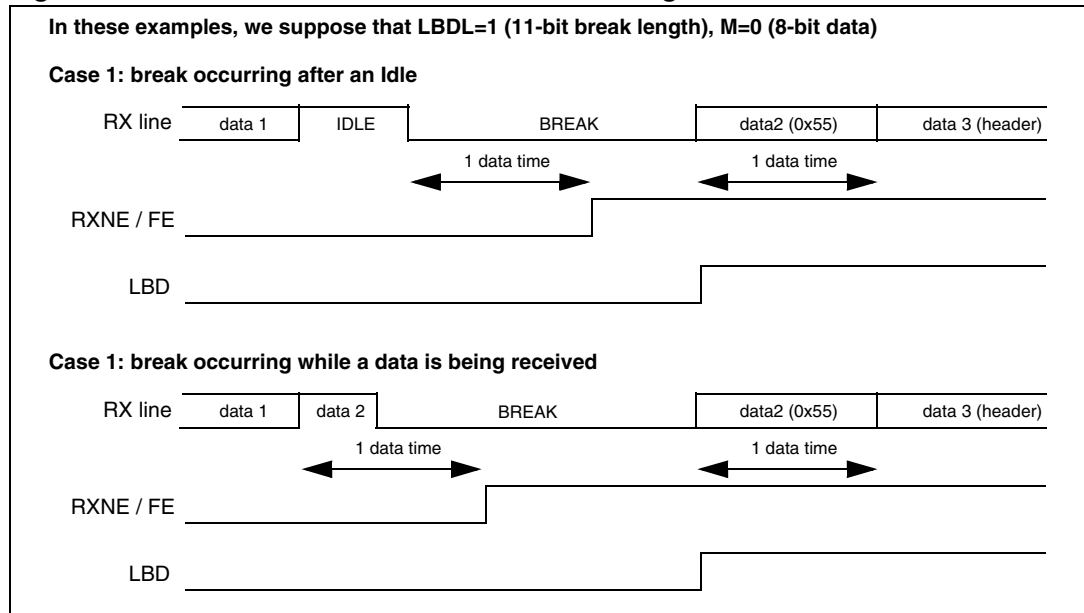 In these examples, we suppose that LBDL=1 (11-bit break length), M=0 (8-bit data)
Case 1: break occurring after an Idle
RX line data 1 IDLE BREAK data2 (0x55) data 3 (header)
1 data time 1 data time
RXNE / FE
LBD
Case 1: break occurring while a data is being received
RX line data 1 data 2 BREAK data2 (0x55) data 3 (header)
1 data time 1 data time
RXNE / FE
LBD